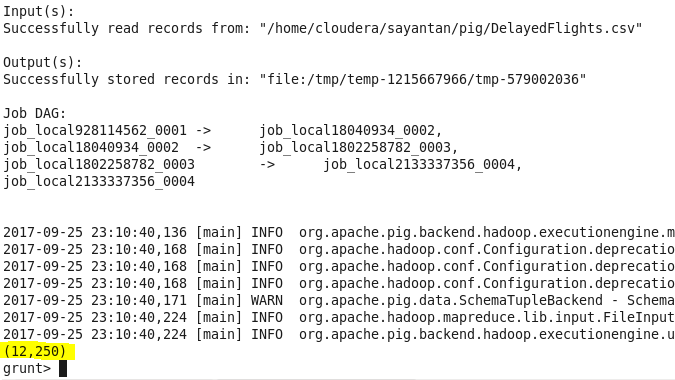 Input(s):
Successfully read records from: "/home/cloudera/sayantan/pig/DelayedFlights.csv"
Output(s):
Successfully stored records in: "file:/tmp/temp-1215667966/tmp-579002036"
Job DAG:
job_local928114562_0001 -> job_local18040934_0002,
job_local18040934_0002 -> job_local1802258782_0003,
job_local1802258782_0003 -> job_local2133337356_0004,
job_local2133337356_0004
2017-09-25 23:10:40,136 [main] INFO org.apache.pig.backend.hadoop.executionengine.m
2017-09-25 23:10:40,168 [main] INFO org.apache.hadoop.conf.Configuration.deprecatio
2017-09-25 23:10:40,168 [main] INFO org.apache.hadoop.conf.Configuration.deprecatio
2017-09-25 23:10:40,168 [main] INFO org.apache.hadoop.conf.Configuration.deprecatio
2017-09-25 23:10:40,171 [main] WARN org.apache.pig.data.SchemaTupleBackend - Schema
2017-09-25 23:10:40,224 [main] INFO org.apache.hadoop.mapreduce.lib.input.FileInput
2017-09-25 23:10:40,224 [main] INFO org.apache.pig.backend.hadoop.executionengine.u
(12,250)
grunt>